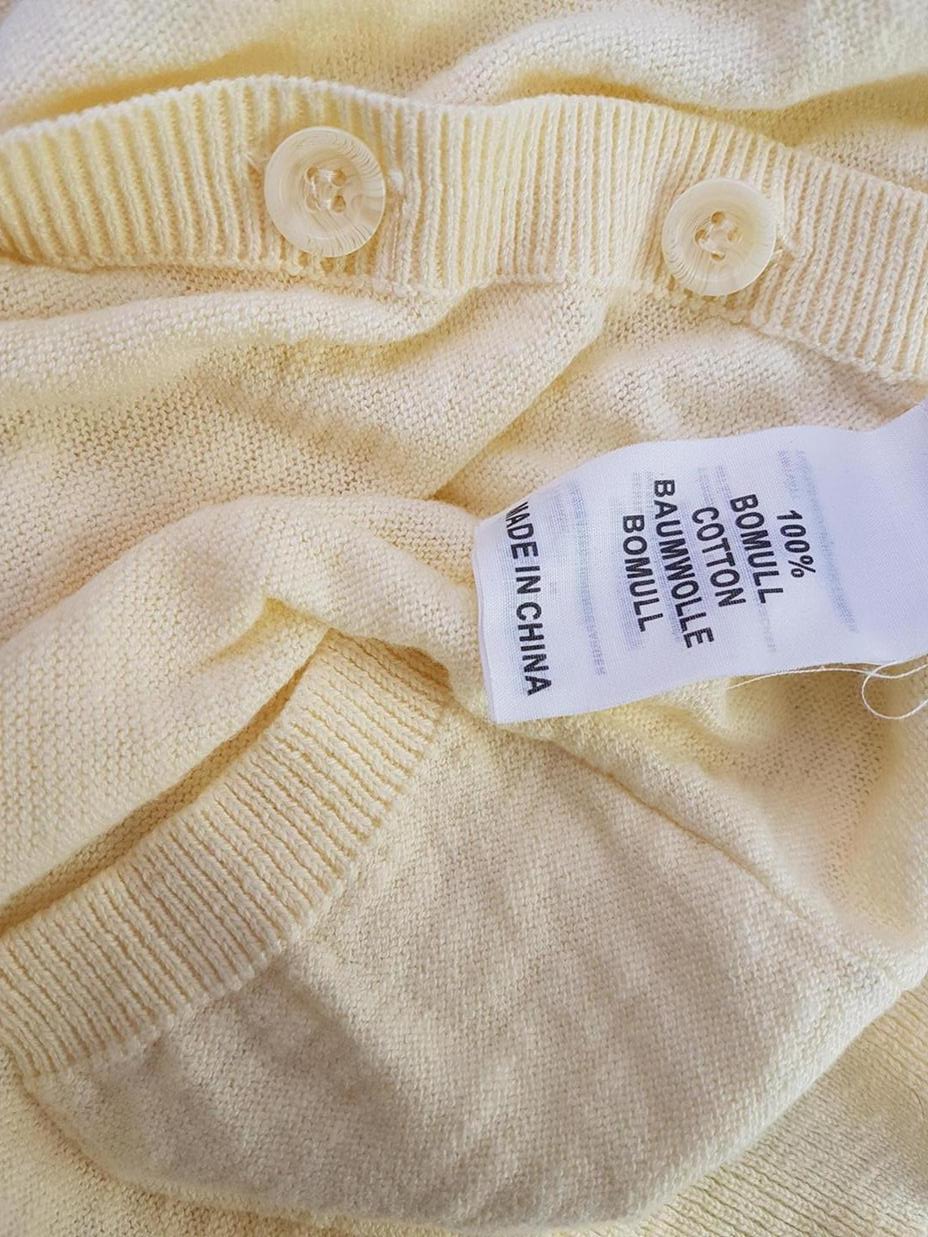 100%
BOMULL
COTTON
BAUMWOLLE
BOMULL
MADE IN CHINA